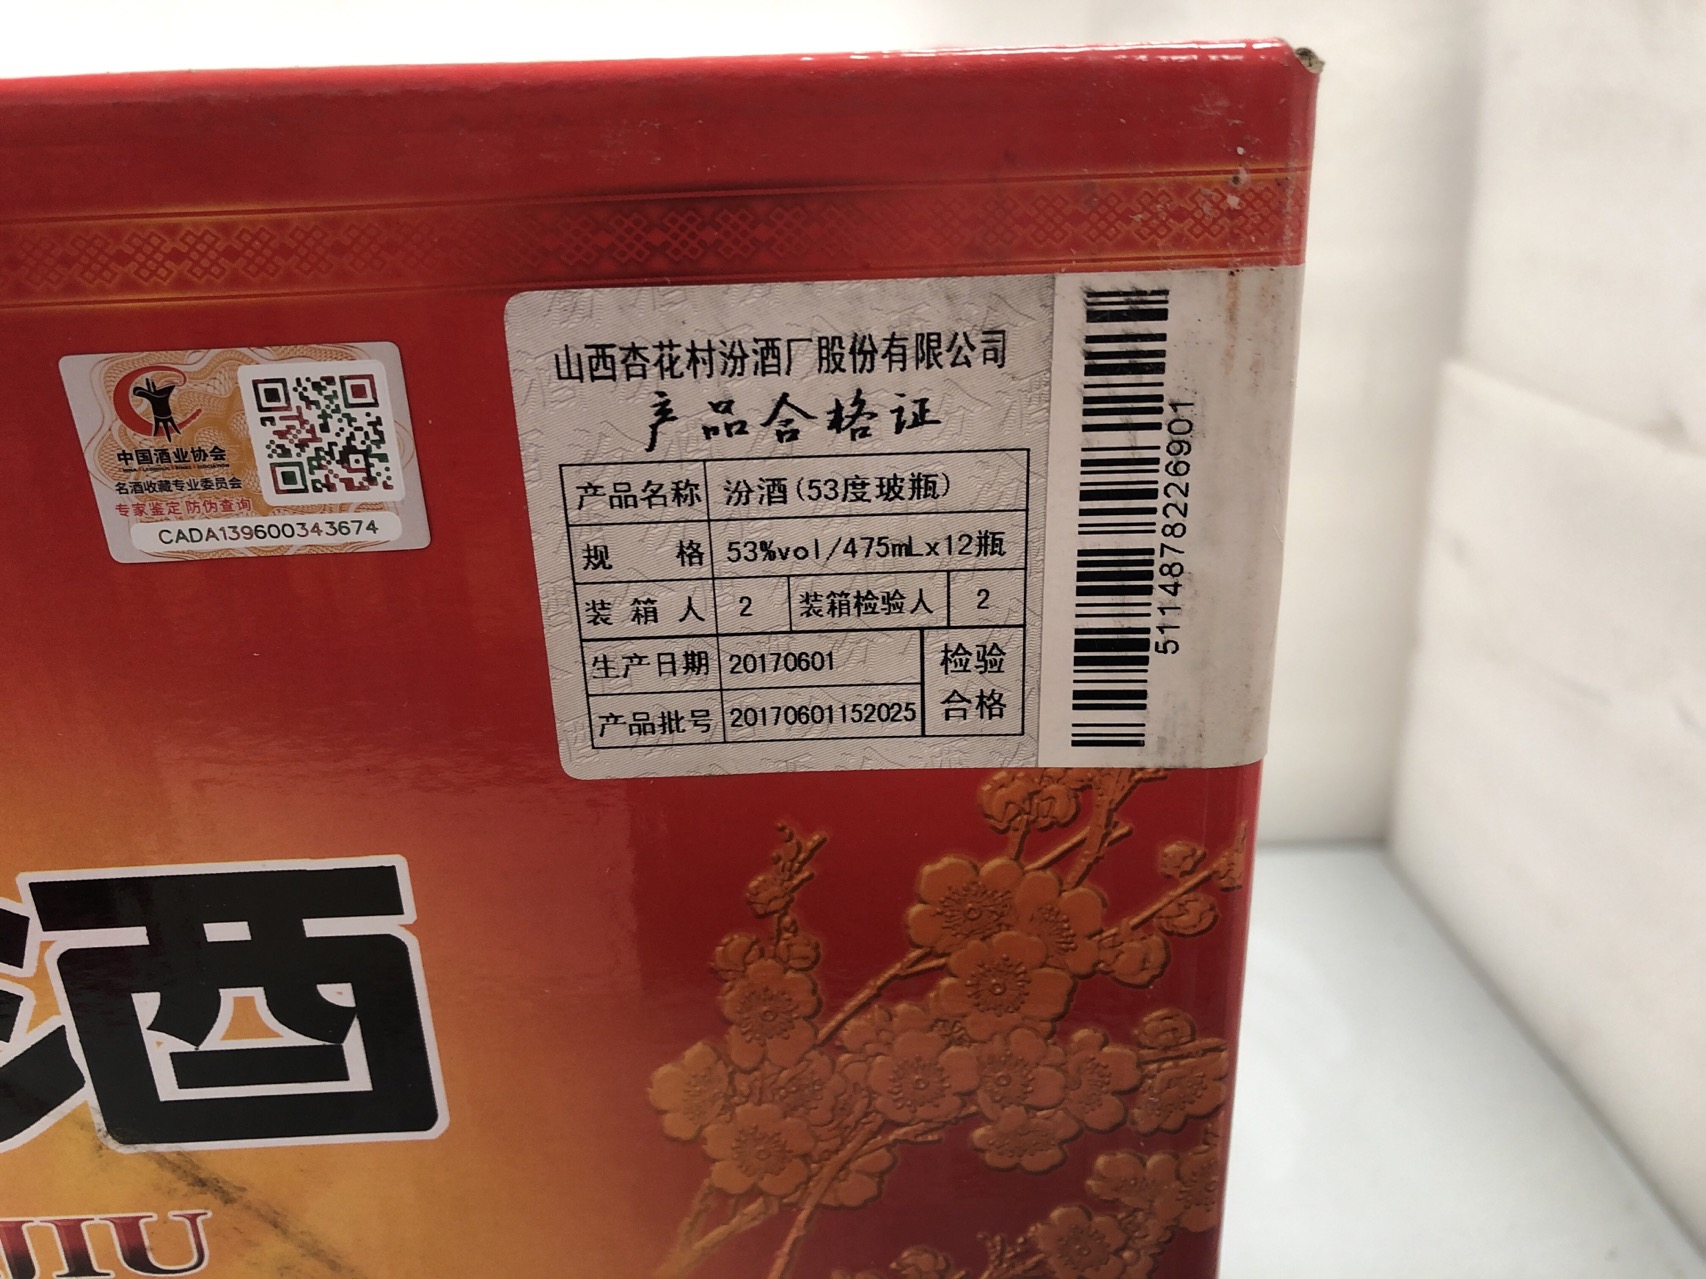 中国酒业协会
名酒收藏专业委员会
专家鉴定 防伪查询
CADA139600343674
山西杏花村汾酒厂股份有限公司
产品合格证
产品名称 汾酒(53度玻瓶)
规 格 53%vol/475mLx12瓶
装箱人 2 装箱检验人 2
生产日期 20170601
产品批号 20170601152025
检验
合格
5114878226901
酒
JIU